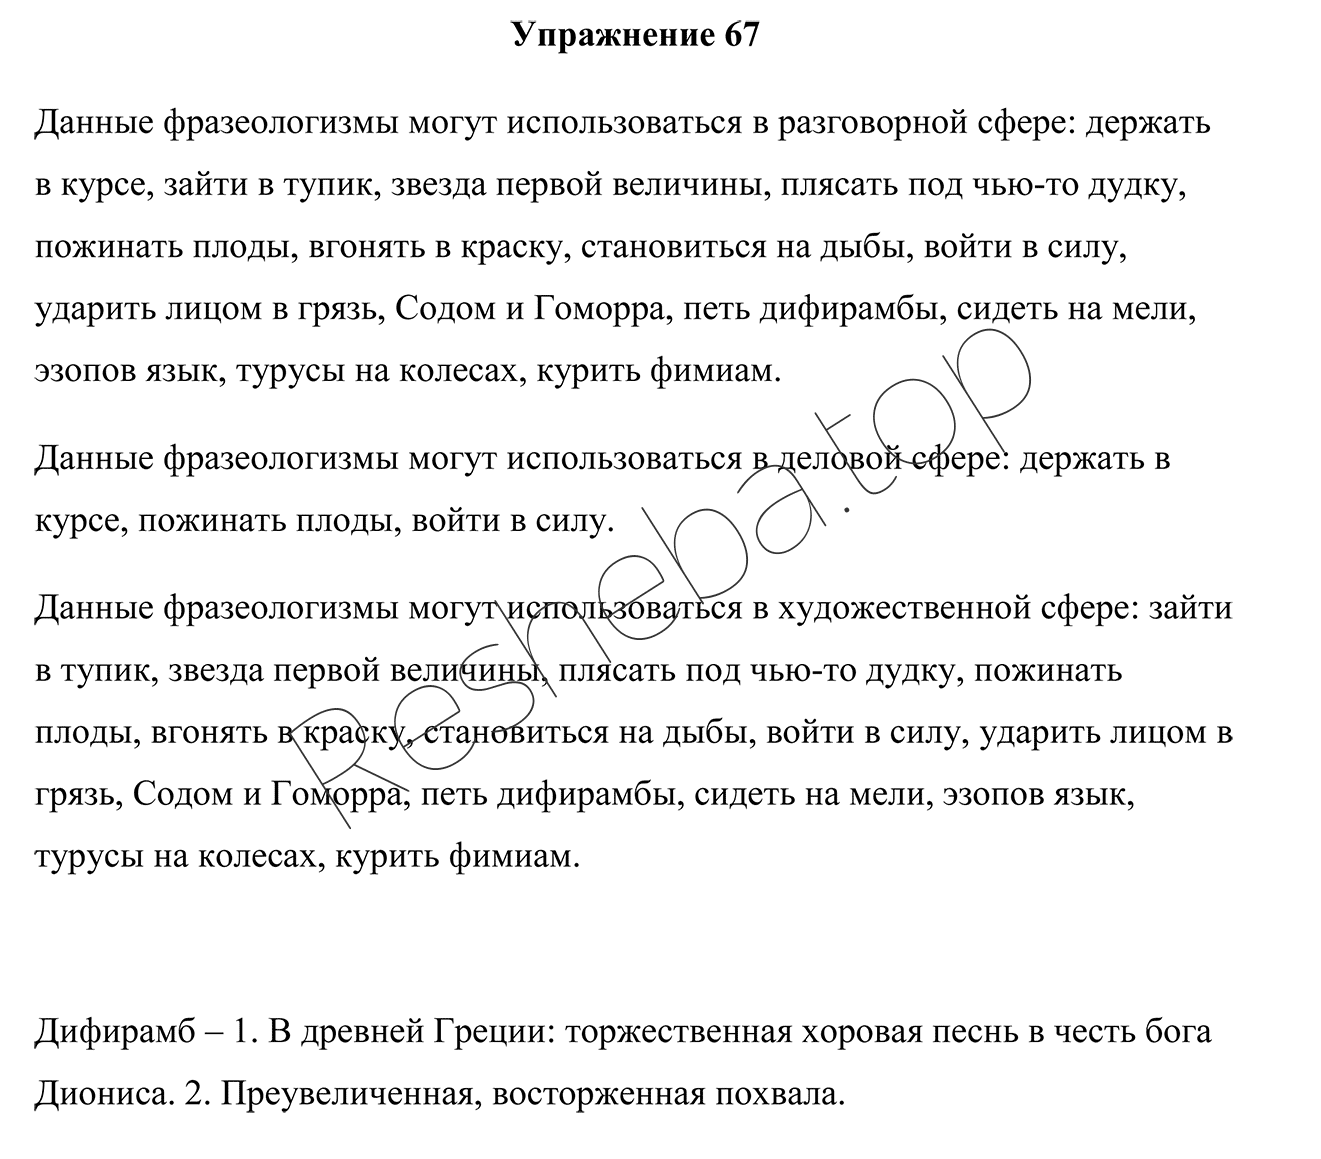 Упражнение 67
Данные фразеологизмы могут использоваться в разговорной сфере: держать
в курсе, зайти в тупик, звезда первой величины, плясать под чью-то дудку,
пожинать плоды, вгонять в краску, становиться на дыбы, войти в силу,
ударить лицом в грязь, Содом и Гоморра, петь дифирамбы, сидеть на мели,
эзопов язык, турусы на колесах, курить фимиам.
Данные фразеологизмы могут использоваться в деловой сфере: держать в
курсе, пожинать плоды, войти в силу.
Данные фразеологизмы могут использоваться в художественной сфере: зайти
в тупик, звезда первой величины, плясать под чью-то дудку, пожинать
плоды, вгонять в краску, становиться на дыбы, войти в силу, ударить лицом в
грязь, Содом и Гоморра, петь дифирамбы, сидеть на мели, эзопов язык,
турусы на колесах, курить фимиам.
Дифирамб – 1. В древней Греции: торжественная хоровая песнь в честь бога
Диониса. 2. Преувеличенная, восторженная похвала.
Resheba.top